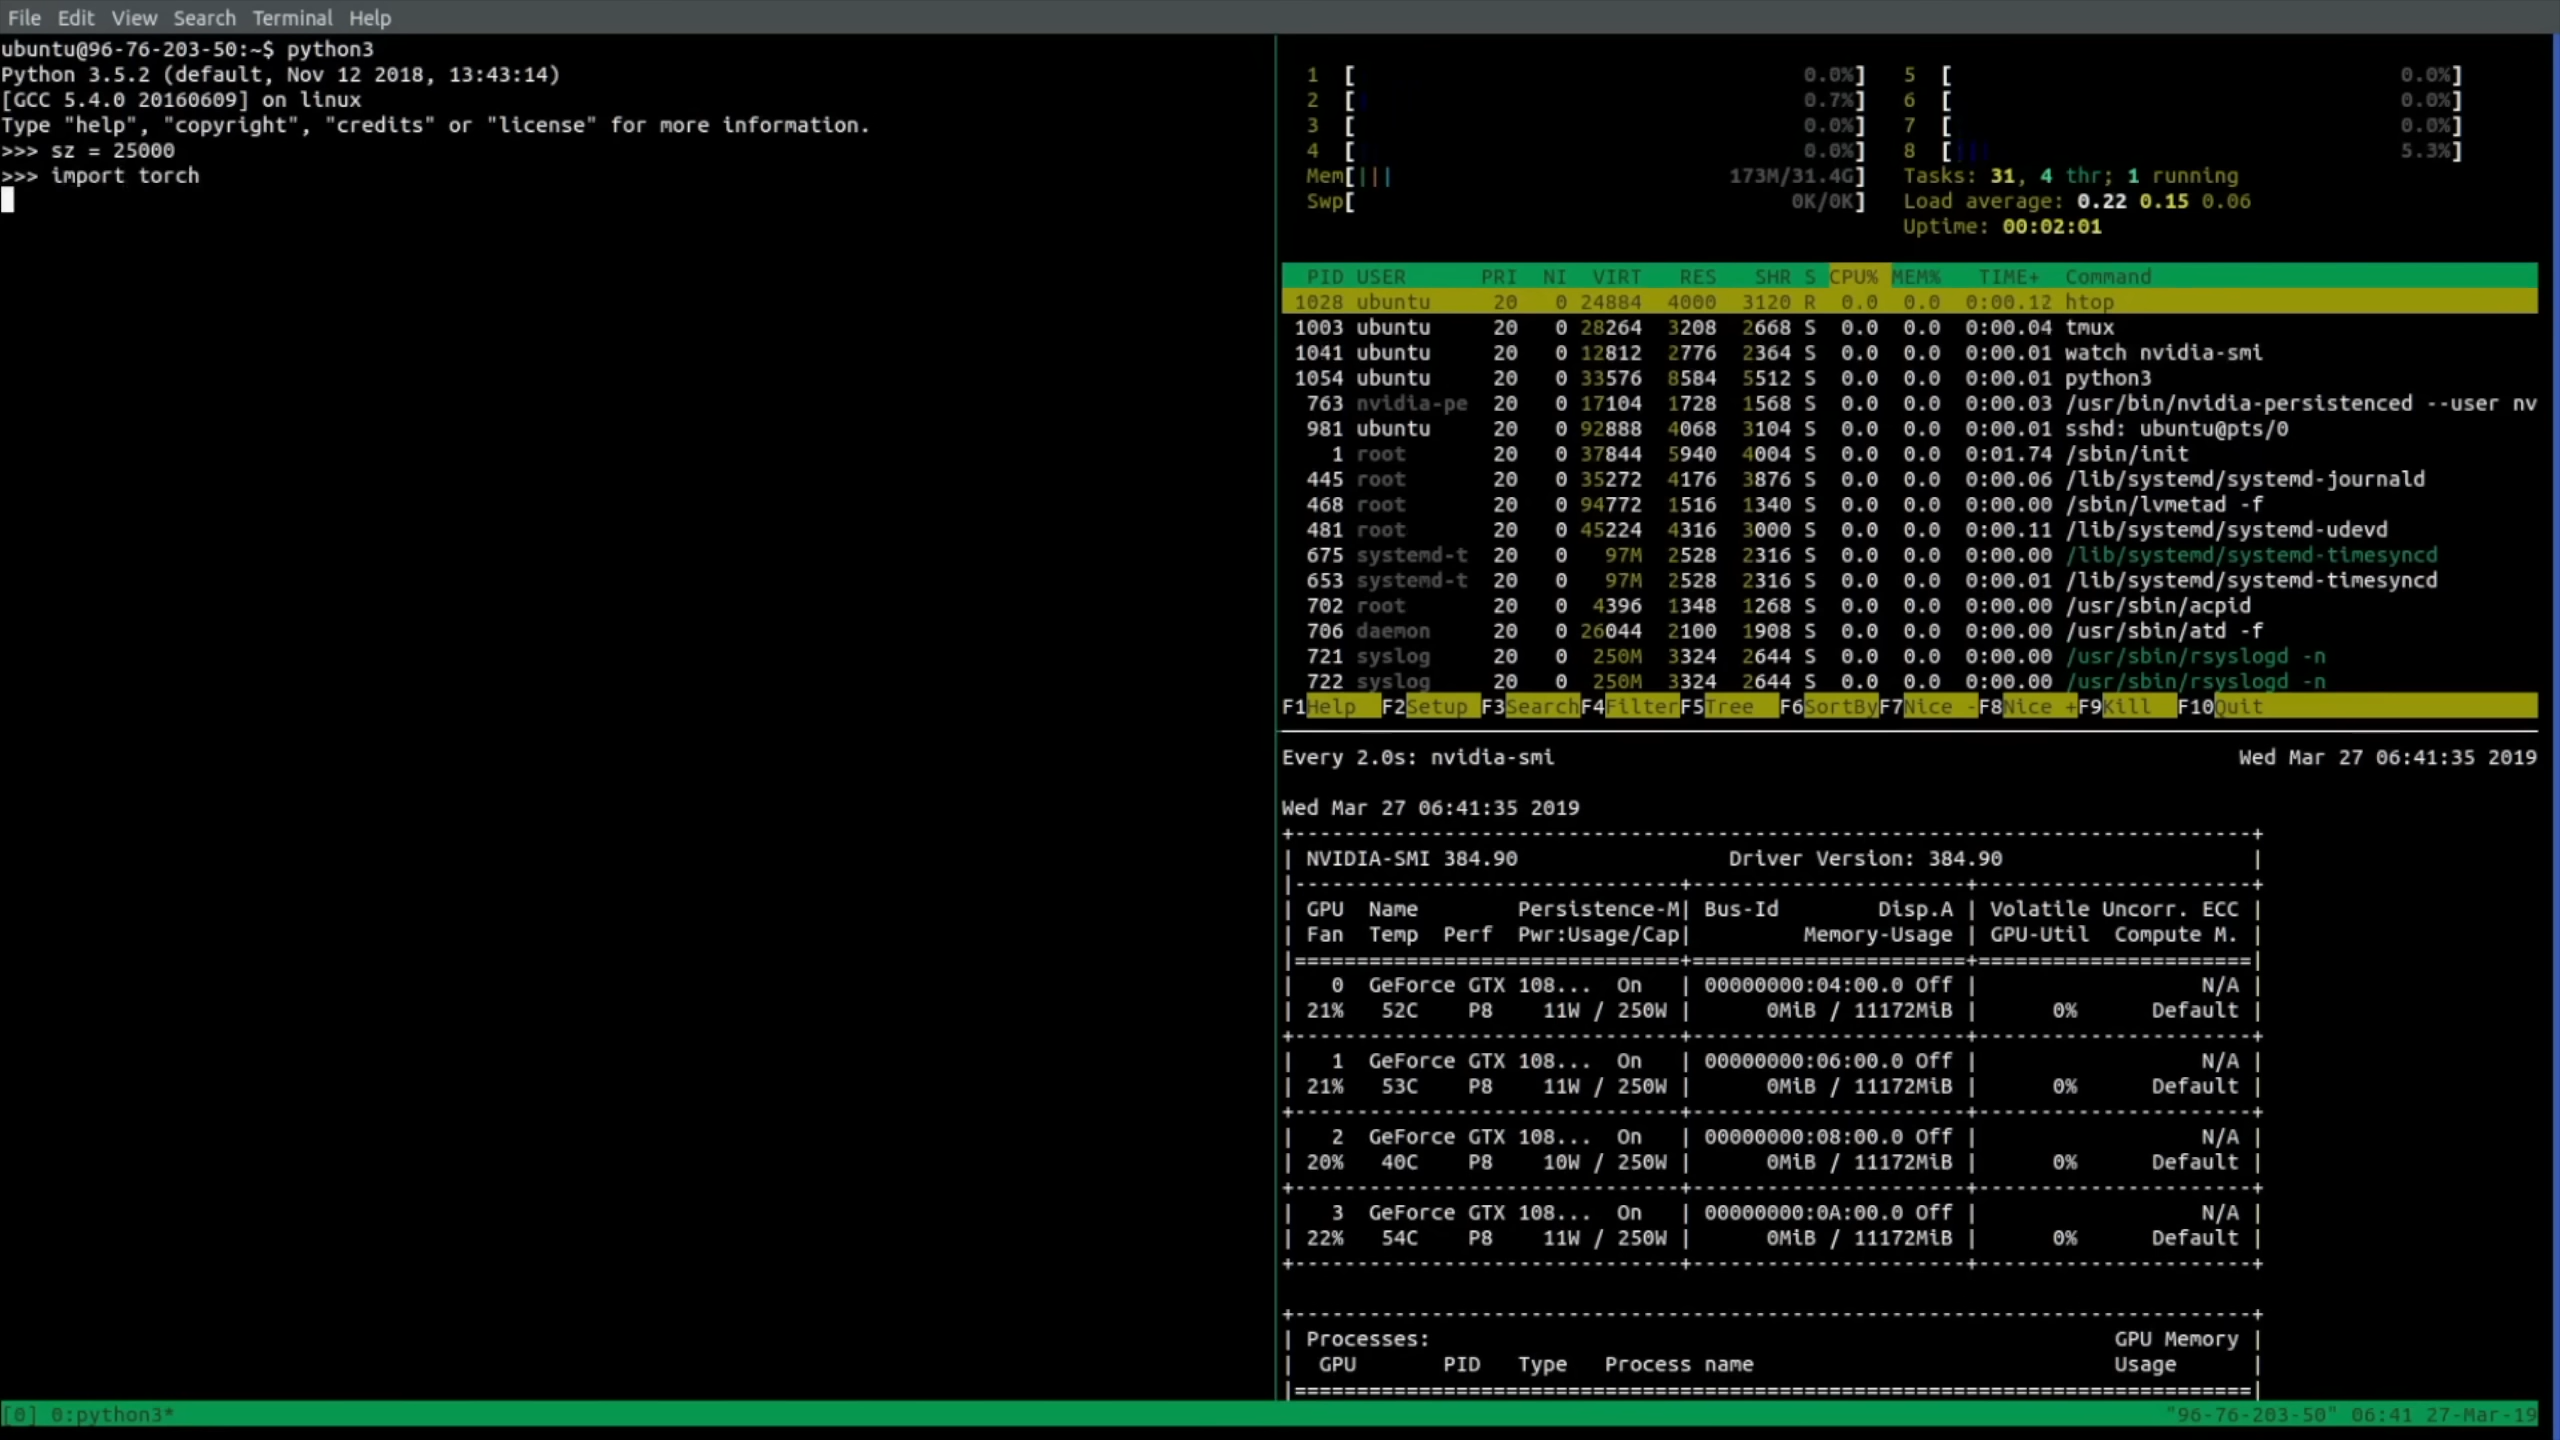 File Edit View Search Terminal Help
ubuntu@96-76-203-50:~$ python3
Python 3.5.2 (default, Nov 12 2018, 13:43:14)
[GCC 5.4.0 20160609] on linux
Type "help", "copyright", "credits" or "license" for more information.
>>> sz = 25000
>>> import torch
1 [ 0.0%] 5 [ 0.0%]
2 [ 0.7%] 6 [ 0.0%]
3 [ 0.0%] 7 [ 0.0%]
4 [ 0.0%] 8 [||| 5.3%]
Mem[||| 173M/31.4G] Tasks: 31, 4 thr; 1 running
Swp[ 0K/0K] Load average: 0.22 0.15 0.06
Uptime: 00:02:01
PID USER PRI NI VIRT RES SHR S CPU% MEM% TIME+ Command
1028 ubuntu 20 0 24884 4000 3120 R 0.0 0.0 0:00.12 htop
1003 ubuntu 20 0 28264 3208 2668 S 0.0 0.0 0:00.04 tmux
1041 ubuntu 20 0 12812 2776 2364 S 0.0 0.0 0:00.01 watch nvidia-smi
1054 ubuntu 20 0 33576 8584 5512 S 0.0 0.0 0:00.01 python3
763 nvidia-pe 20 0 17104 1728 1568 S 0.0 0.0 0:00.03 /usr/bin/nvidia-persistenced --user nv
981 ubuntu 20 0 92888 4068 3104 S 0.0 0.0 0:00.01 sshd: ubuntu@pts/0
1 root 20 0 37844 5940 4004 S 0.0 0.0 0:01.74 /sbin/init
445 root 20 0 35272 4176 3876 S 0.0 0.0 0:00.06 /lib/systemd/systemd-journald
468 root 20 0 94772 1516 1340 S 0.0 0.0 0:00.00 /sbin/lvmetad -f
481 root 20 0 45224 4316 3000 S 0.0 0.0 0:00.11 /lib/systemd/systemd-udevd
675 systemd-t 20 0 97M 2528 2316 S 0.0 0.0 0:00.00 /lib/systemd/systemd-timesyncd
653 systemd-t 20 0 97M 2528 2316 S 0.0 0.0 0:00.01 /lib/systemd/systemd-timesyncd
702 root 20 0 4396 1348 1268 S 0.0 0.0 0:00.00 /usr/sbin/acpid
706 daemon 20 0 26044 2100 1908 S 0.0 0.0 0:00.00 /usr/sbin/atd -f
721 syslog 20 0 250M 3324 2644 S 0.0 0.0 0:00.00 /usr/sbin/rsyslogd -n
722 syslog 20 0 250M 3324 2644 S 0.0 0.0 0:00.00 /usr/sbin/rsyslogd -n
F1Help F2Setup F3SearchF4FilterF5Tree F6SortByF7Nice -F8Nice +F9Kill F10Quit
Every 2.0s: nvidia-smi Wed Mar 27 06:41:35 2019
Wed Mar 27 06:41:35 2019
NVIDIA-SMI 384.90 Driver Version: 384.90
GPU Name Persistence-M| Bus-Id Disp.A | Volatile Uncorr. ECC |
Fan Temp Perf Pwr:Usage/Cap| Memory-Usage | GPU-Util Compute M. |
0 GeForce GTX 108... On | 00000000:04:00.0 Off | N/A |
21% 52C P8 11W / 250W | 0MiB / 11172MiB | 0% Default |
1 GeForce GTX 108... On | 00000000:06:00.0 Off | N/A |
21% 53C P8 11W / 250W | 0MiB / 11172MiB | 0% Default |
2 GeForce GTX 108... On | 00000000:08:00.0 Off | N/A |
20% 40C P8 10W / 250W | 0MiB / 11172MiB | 0% Default |
3 GeForce GTX 108... On | 00000000:0A:00.0 Off | N/A |
22% 54C P8 11W / 250W | 0MiB / 11172MiB | 0% Default |
Processes: GPU Memory |
GPU PID Type Process name Usage |
[0] 0:python3* "96-76-203-50" 06:41 27-Mar-19